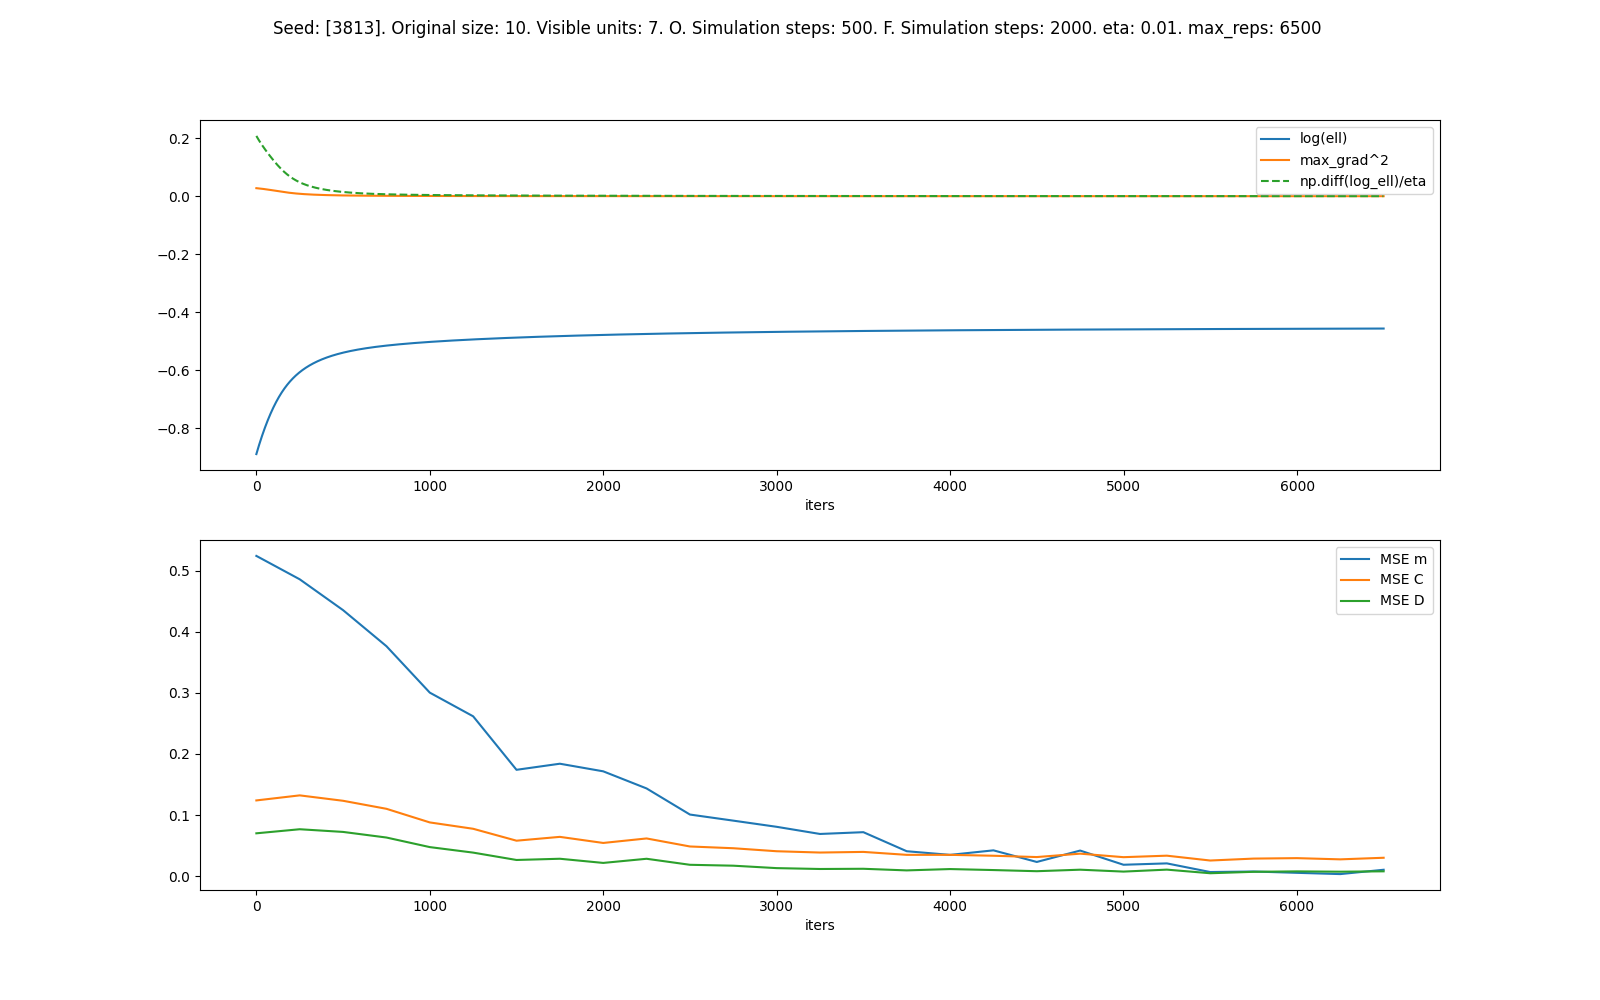 Seed: [3813]. Original size: 10. Visible units: 7. O. Simulation steps: 500. F. Simulation steps: 2000. eta: 0.01. max_reps: 6500
0.2
0.0
−0.2
−0.4
−0.6
−0.8
log(ell)
max_grad^2
np.diff(log_ell)/eta
0 1000 2000 3000 4000 5000 6000
iters
0.5
0.4
0.3
0.2
0.1
0.0
MSE m
MSE C
MSE D
0 1000 2000 3000 4000 5000 6000
iters